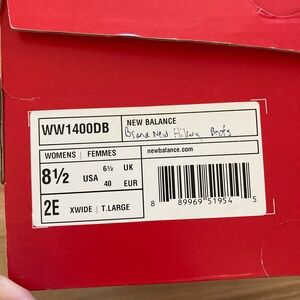 WW1400DB
NEW BALANCE
Brand New Hiking Boots
WOMENS | FEMMES
newbalance.com
8½ USA 6½ UK
40 EUR
2E XWIDE | T.LARGE
8 89969 51954 5